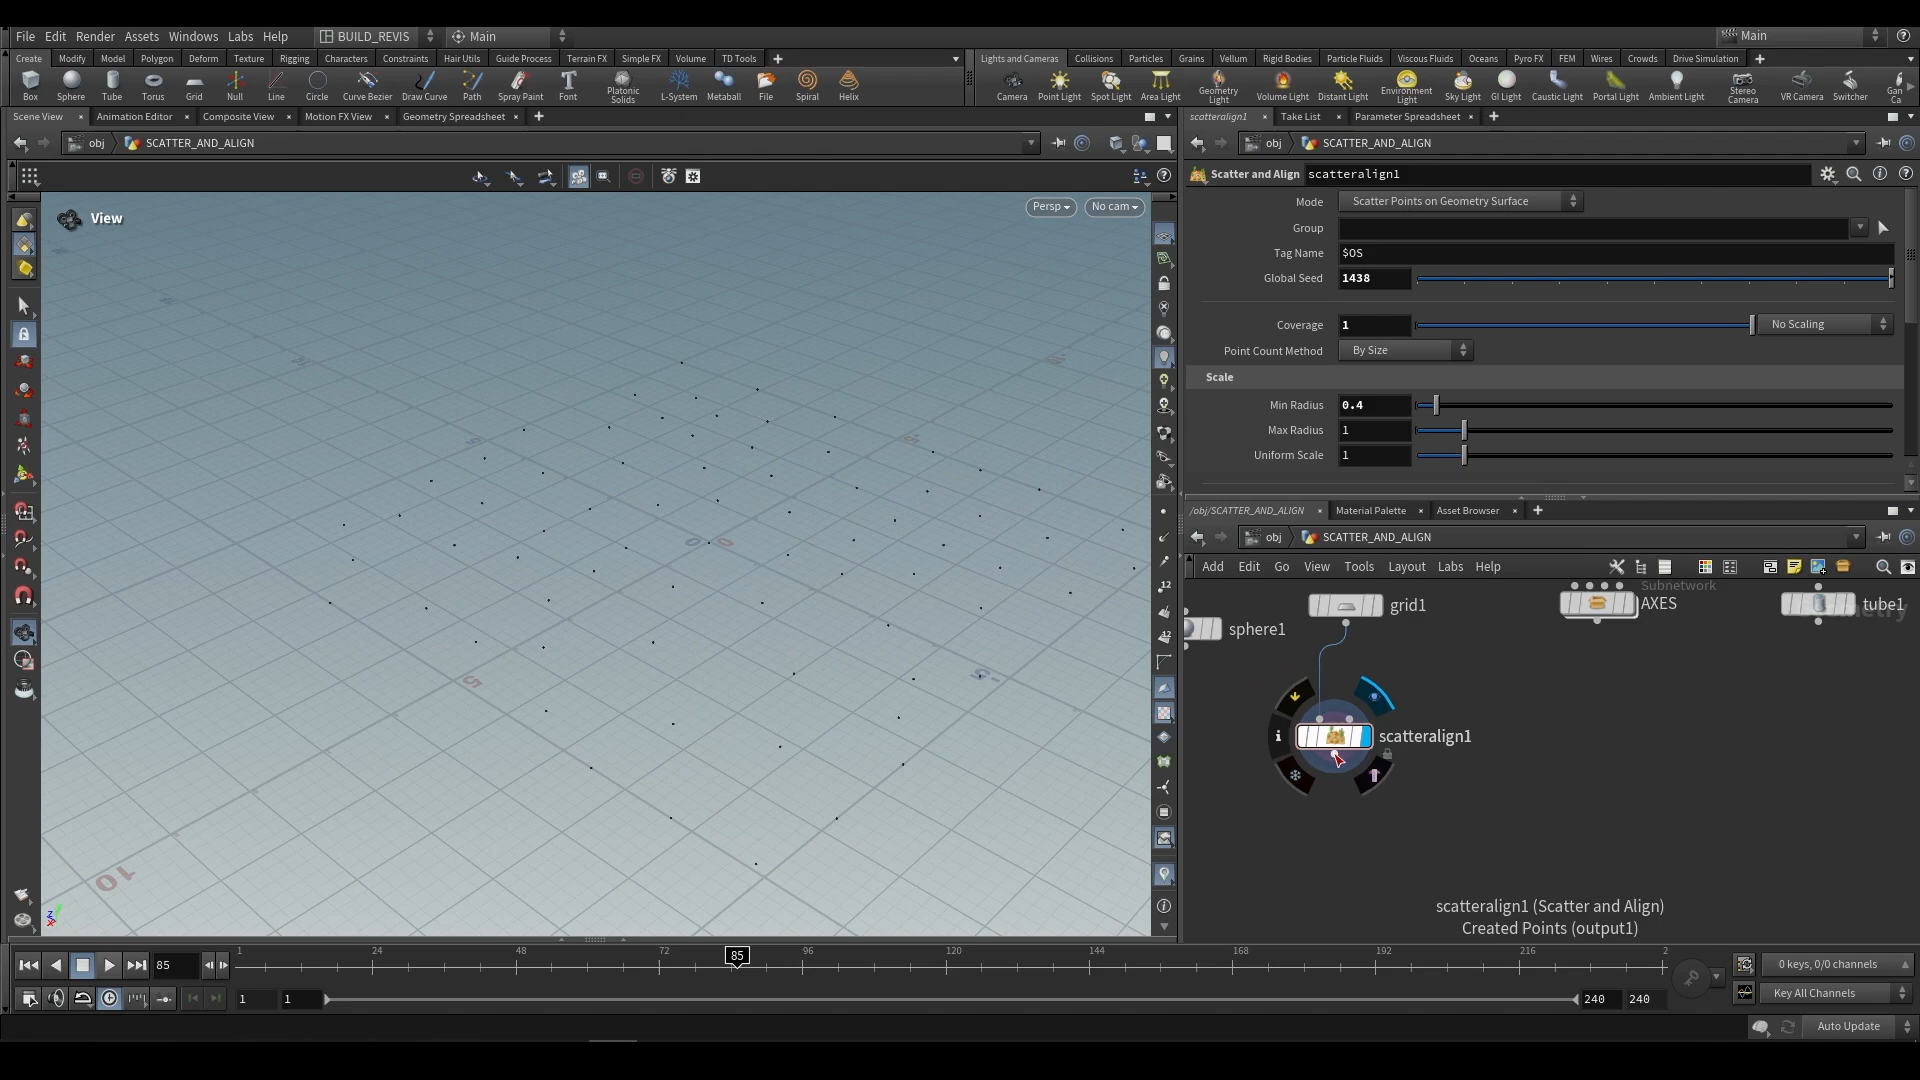 File Edit Render Assets Windows Labs Help BUILD_REVIS Main Main
Create Modify Model Polygon Deform Texture Rigging Characters Constraints Hair Utils Guide Process Terrain FX Simple FX Volume TD Tools
Lights and Cameras Collisions Particles Grains Vellum Rigid Bodies Particle Fluids Viscous Fluids Oceans Pyro FX FEM Wires Crowds Drive Simulation
Box Sphere Tube Torus Grid Null Line Circle Curve Bezier Draw Curve Path Spray Paint Font Platonic Solids L-System Metaball File Spiral Helix
Camera Point Light Spot Light Area Light Geometry Light Volume Light Distant Light Environment Light Sky Light GI Light Caustic Light Portal Light Ambient Light Stereo Camera VR Camera Switcher Gan Ca
Scene View Animation Editor Composite View Motion FX View Geometry Spreadsheet
scatteralign1 Take List Parameter Spreadsheet
obj SCATTER_AND_ALIGN
obj SCATTER_AND_ALIGN
Scatter and Align scatteralign1
View
Persp No cam
Mode Scatter Points on Geometry Surface
Group
Tag Name $OS
Global Seed 1438
Coverage 1 No Scaling
Point Count Method By Size
Scale
Min Radius 0.4
Max Radius 1
Uniform Scale 1
/obj/SCATTER_AND_ALIGN Material Palette Asset Browser
obj SCATTER_AND_ALIGN
Add Edit Go View Tools Layout Labs Help
Subnetwork
grid1 AXES tube1
sphere1
scatteralign1
scatteralign1 (Scatter and Align)
Created Points (output1)
5
10
12
12
1 24 48 72 85 96 120 144 168 192 216 2
85
0 keys, 0/0 channels
1 1 240 240
Key All Channels
Auto Update